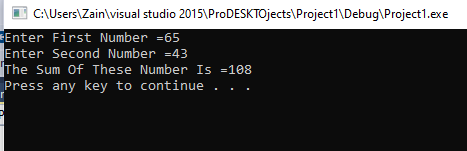 C:\Users\Zain\visual studio 2015\ProDESKTOjects\Project1\Debug\Project1.exe
Enter First Number =65
Enter Second Number =43
The Sum Of These Number Is =108
Press any key to continue . . .